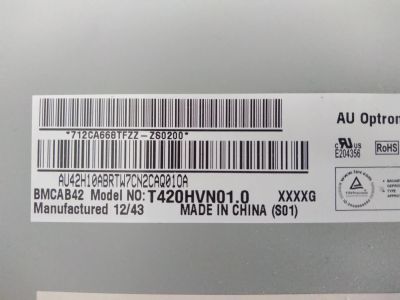 *712CA668TFZZ-ZS0200*
AU Optron
E204356
RoHS
AU42H10ABRTW7CN2CAQ010A
BMCAB42 Model NO: T420HVN01.0 XXXXG
Manufactured 12/43 MADE IN CHINA (S01)